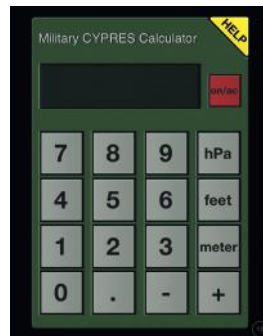 HELP
Military CYPRES Calculator
on/ac
7 8 9 hPa
4 5 6 feet
1 2 3 meter
0 . - +